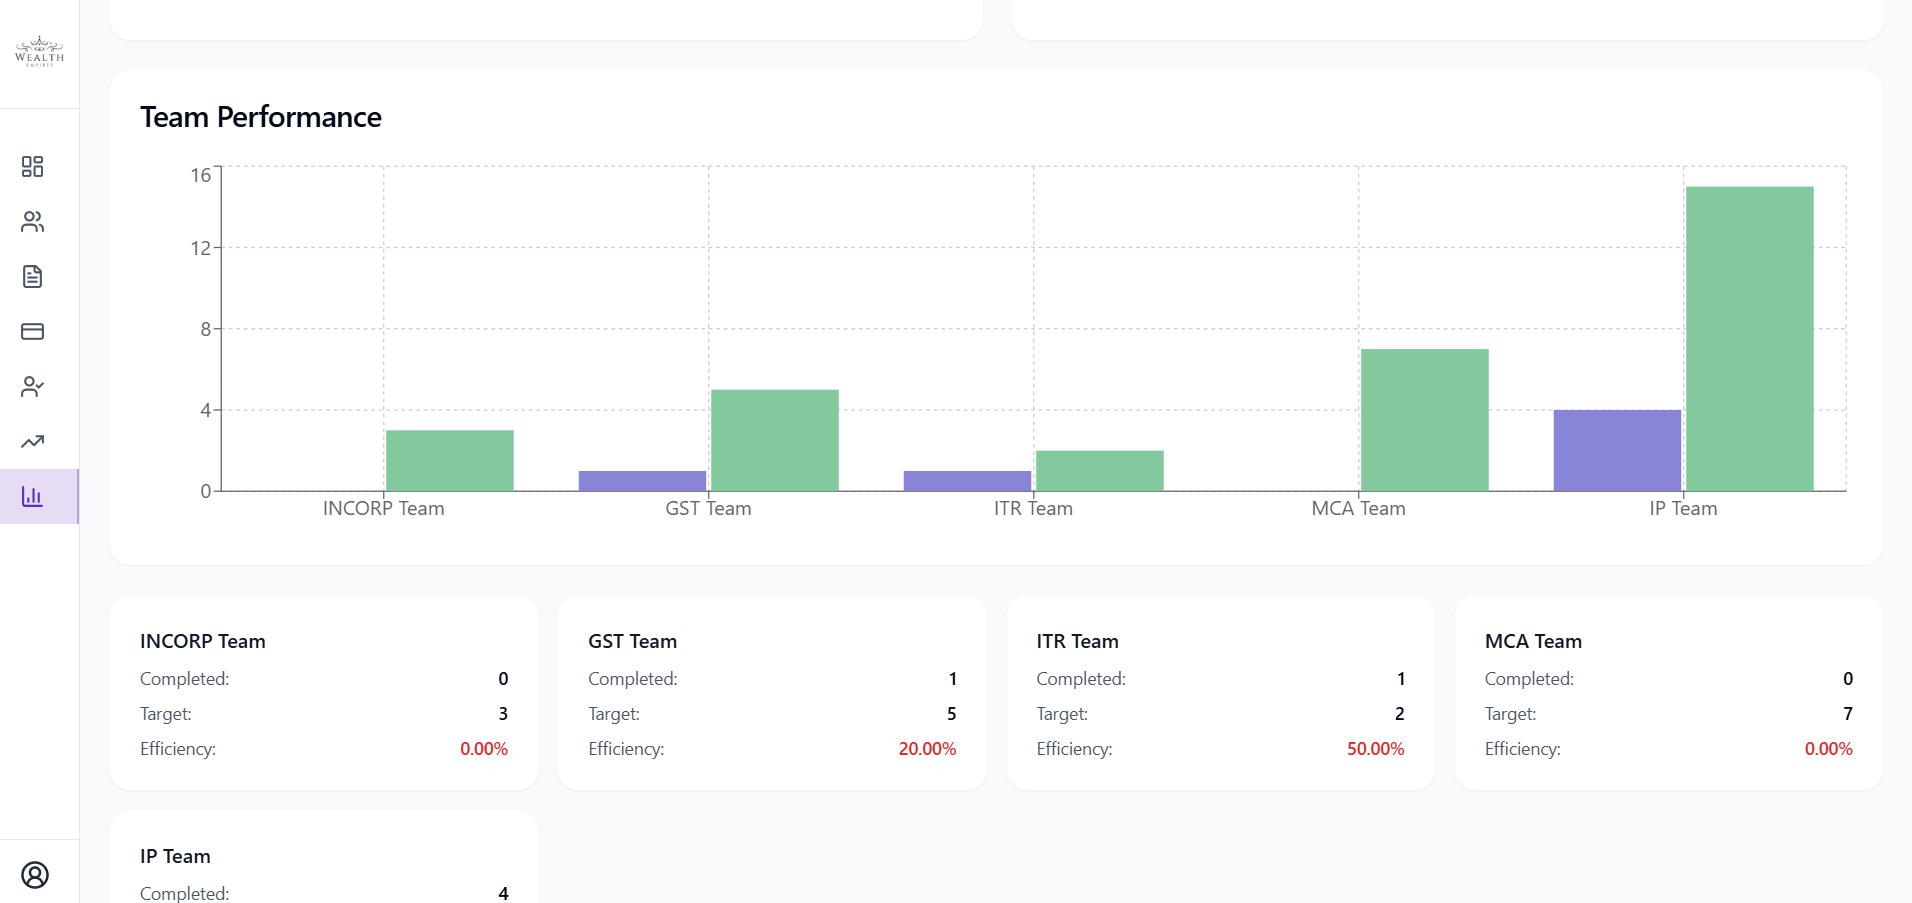 WEALTH
EMPIRES
Team Performance
16
12
8
4
0
INCORP Team
GST Team
ITR Team
MCA Team
IP Team
INCORP Team
Completed: 0
Target: 3
Efficiency: 0.00%
GST Team
Completed: 1
Target: 5
Efficiency: 20.00%
ITR Team
Completed: 1
Target: 2
Efficiency: 50.00%
MCA Team
Completed: 0
Target: 7
Efficiency: 0.00%
IP Team
Completed: 4